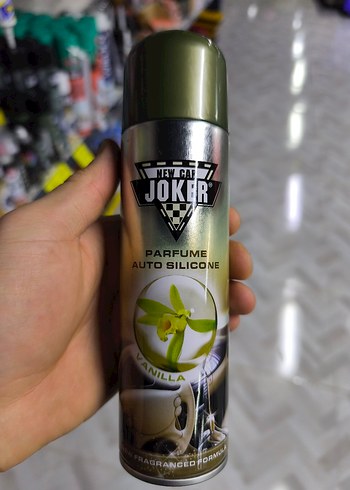 NEW CAR
JOKER®
PARFUME
AUTO SILICONE
VANILLA
FRAGRANCED FORMULA